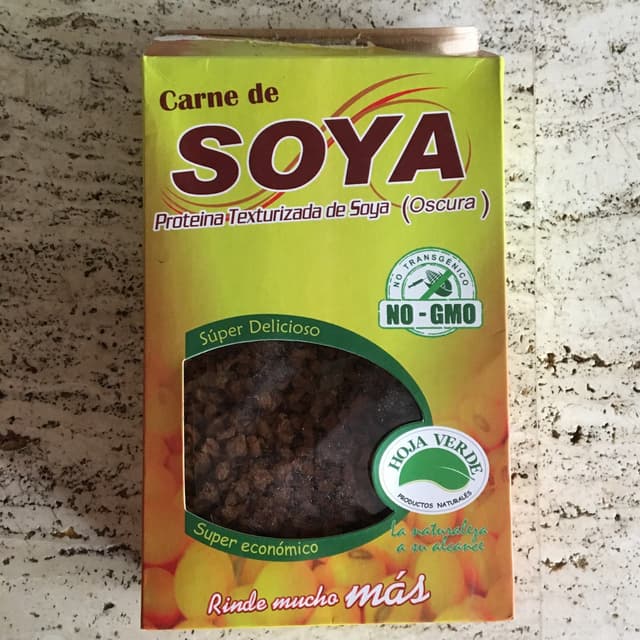 Carne de
SOYA
Proteina Texturizada de Soya (Oscura)
NO TRANSGÉNICO
NO - GMO
Súper Delicioso
HOJA VERDE
PRODUCTOS NATURALES
La naturaleza
a su alcance
Super económico
Rinde mucho más